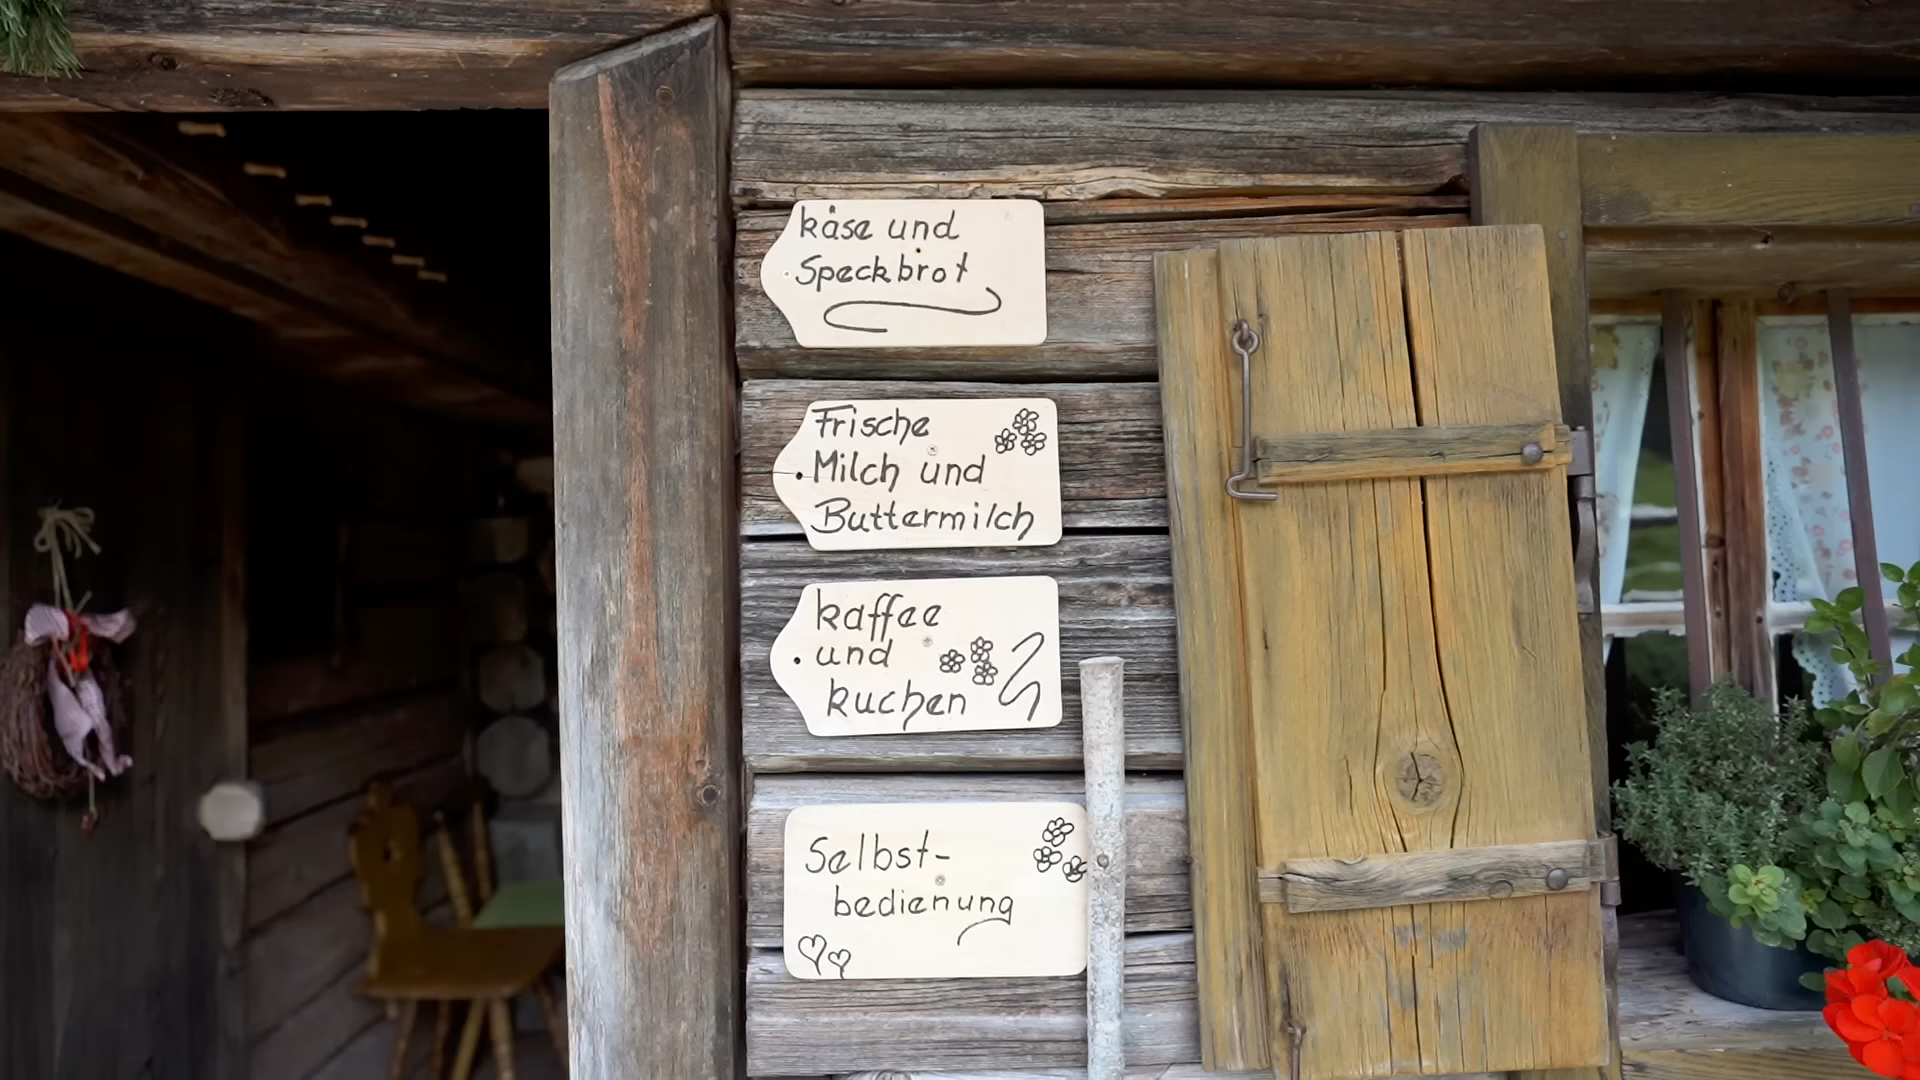 käse und
Speckbrot
Frische
Milch und
Buttermilch
kaffee
und
kuchen
Selbst-
bedienung